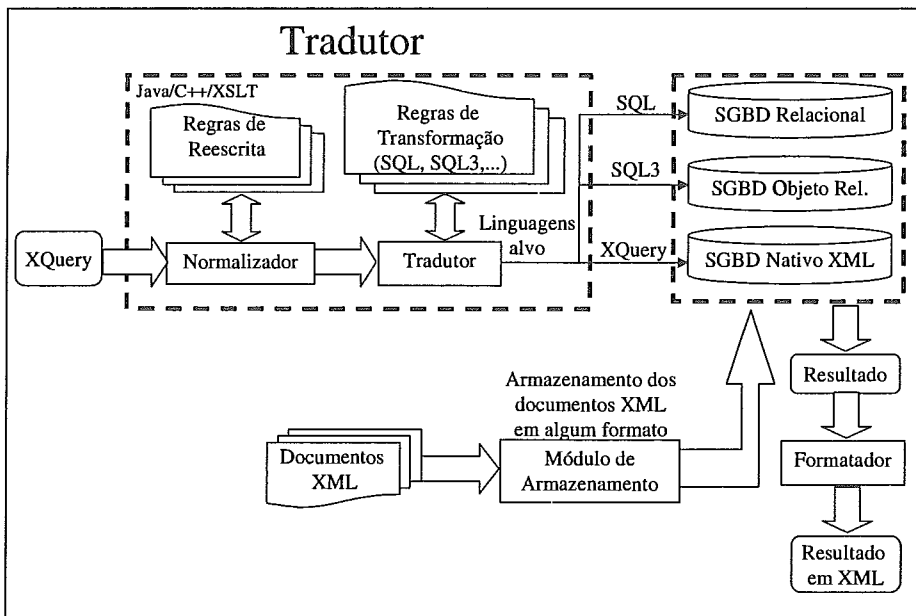 Tradutor
Java/C++/XSLT
Regras de
Reescrita
Regras de
Transformação
(SQL, SQL3,...)
SQL
SGBD Relacional
SQL3
SGBD Objeto Rel.
Linguagens
alvo
XQuery
SGBD Nativo XML
XQuery
Normalizador
Tradutor
Resultado
Armazenamento dos
documentos XML
em algum formato
Documentos
XML
Módulo de
Armazenamento
Formatador
Resultado
em XML